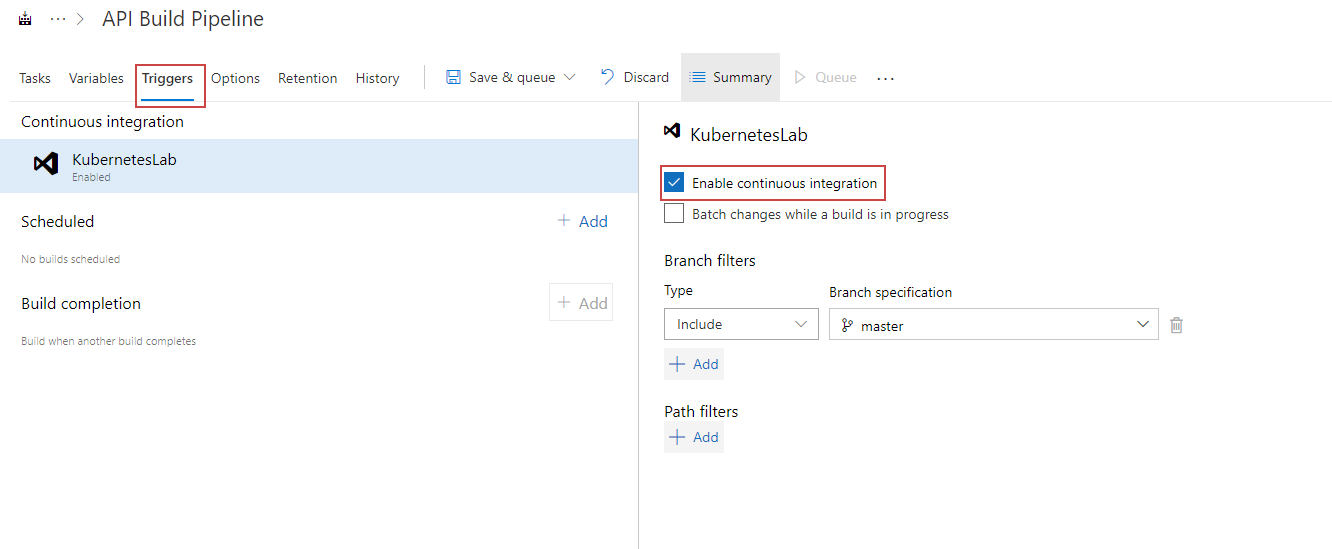 ··· > API Build Pipeline
Tasks Variables Triggers Options Retention History Save & queue Discard Summary Queue ...
Continuous integration
KubernetesLab
Enabled
Scheduled + Add
No builds scheduled
Build completion + Add
Build when another build completes
KubernetesLab
Enable continuous integration
Batch changes while a build is in progress
Branch filters
Type Branch specification
Include master
+ Add
Path filters
+ Add